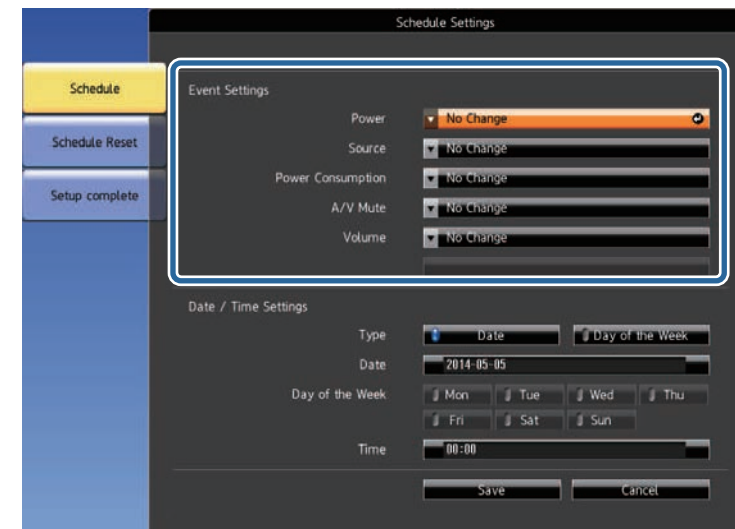 Schedule Settings
Schedule
Schedule Reset
Setup complete
Event Settings
Power No Change
Source No Change
Power Consumption No Change
A/V Mute No Change
Volume No Change
Date / Time Settings
Type Date Day of the Week
Date 2014-05-05
Day of the Week Mon Tue Wed Thu
Fri Sat Sun
Time 00:00
Save Cancel